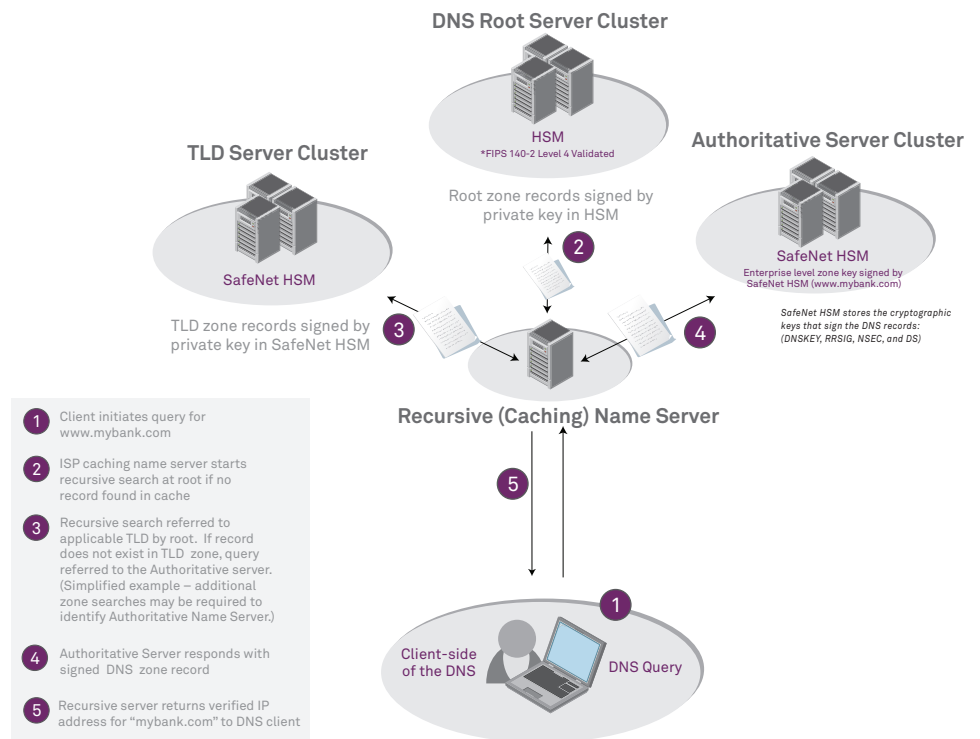 DNS Root Server Cluster
HSM
*FIPS 140-2 Level 4 Validated
Root zone records signed by
private key in HSM
2
TLD Server Cluster
SafeNet HSM
TLD zone records signed by
private key in SafeNet HSM
3
Authoritative Server Cluster
SafeNet HSM
Enterprise level zone key signed by
SafeNet HSM (www.mybank.com)
SafeNet HSM stores the cryptographic
keys that sign the DNS records:
(DNSKEY, RRSIG, NSEC, and DS)
4
Recursive (Caching) Name Server
5
1
Client-side
of the DNS
DNS Query
1
Client initiates query for
www.mybank.com
2
ISP caching name server starts
recursive search at root if no
record found in cache
3
Recursive search referred to
applicable TLD by root. If record
does not exist in TLD zone, query
referred to the Authoritative server.
(Simplified example – additional
zone searches may be required to
identify Authoritative Name Server.)
4
Authoritative Server responds with
signed DNS zone record
5
Recursive server returns verified IP
address for "mybank.com" to DNS client